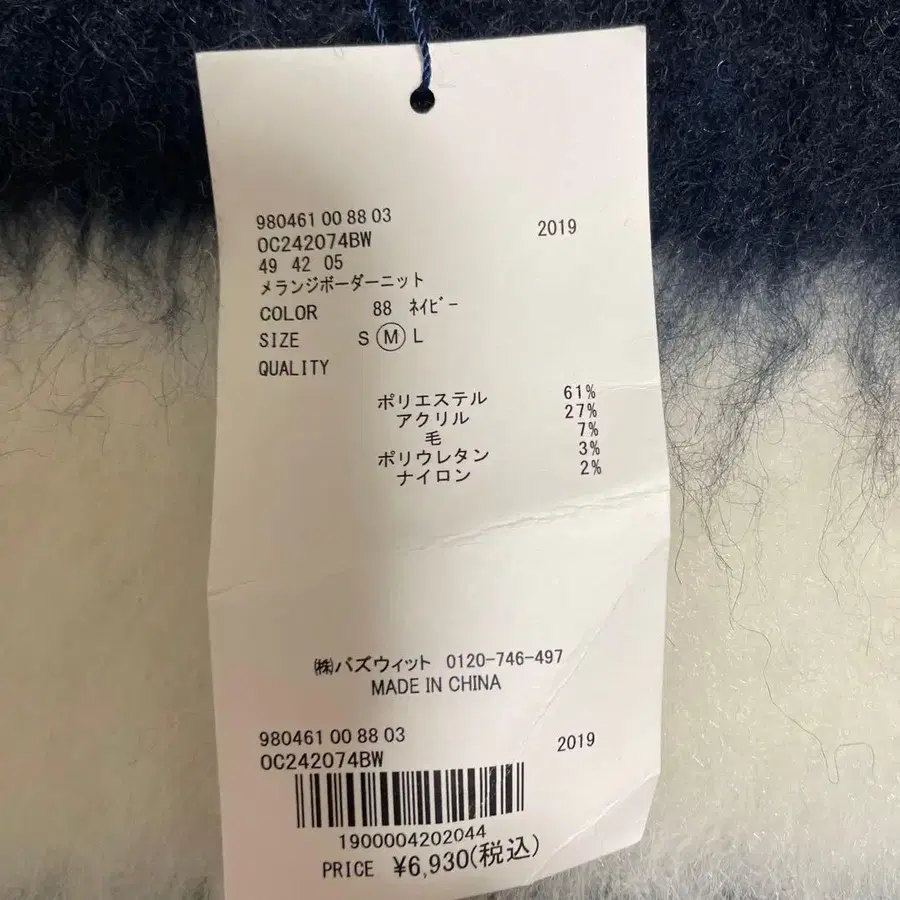 980461 00 88 03
2019
OC242074BW
49 42 05
メランジボーダーニット
COLOR 88 ﾈｲﾋﾞｰ
SIZE S M L
QUALITY
ポリエステル 61%
アクリル 27%
毛 7%
ポリウレタン 3%
ナイロン 2%
㈱バズウィット 0120-746-497
MADE IN CHINA
980461 00 88 03
2019
OC242074BW
1900004202044
PRICE ¥6,930(税込)